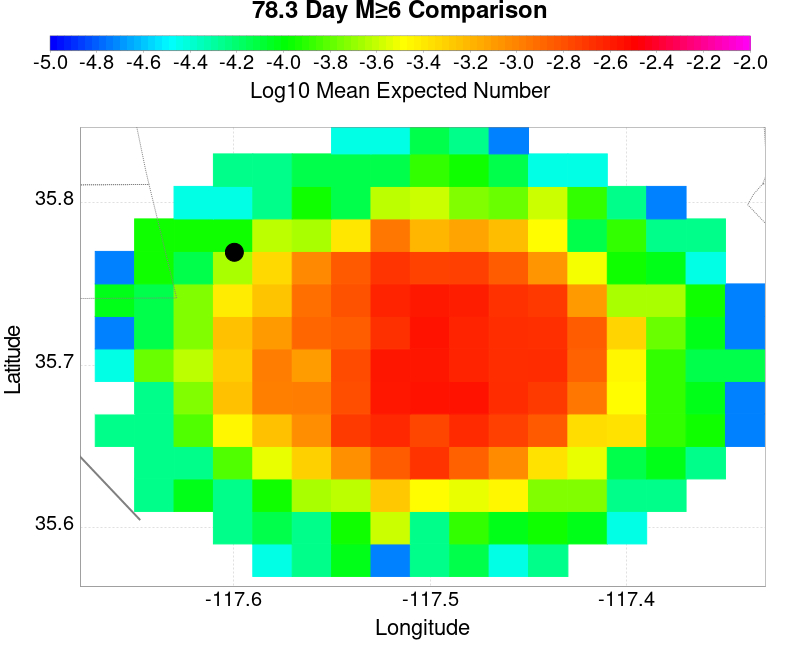 78.3 Day M≥6 Comparison
-5.0 -4.8 -4.6 -4.4 -4.2 -4.0 -3.8 -3.6 -3.4 -3.2 -3.0 -2.8 -2.6 -2.4 -2.2 -2.0
Log10 Mean Expected Number
35.8
35.7
35.6
Latitude
-117.6 -117.5 -117.4
Longitude